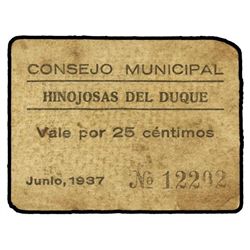 CONSEJO MUNICIPAL
HINOJOSAS DEL DUQUE
Vale por 25 céntimos
Junio, 1937 Nº 12202